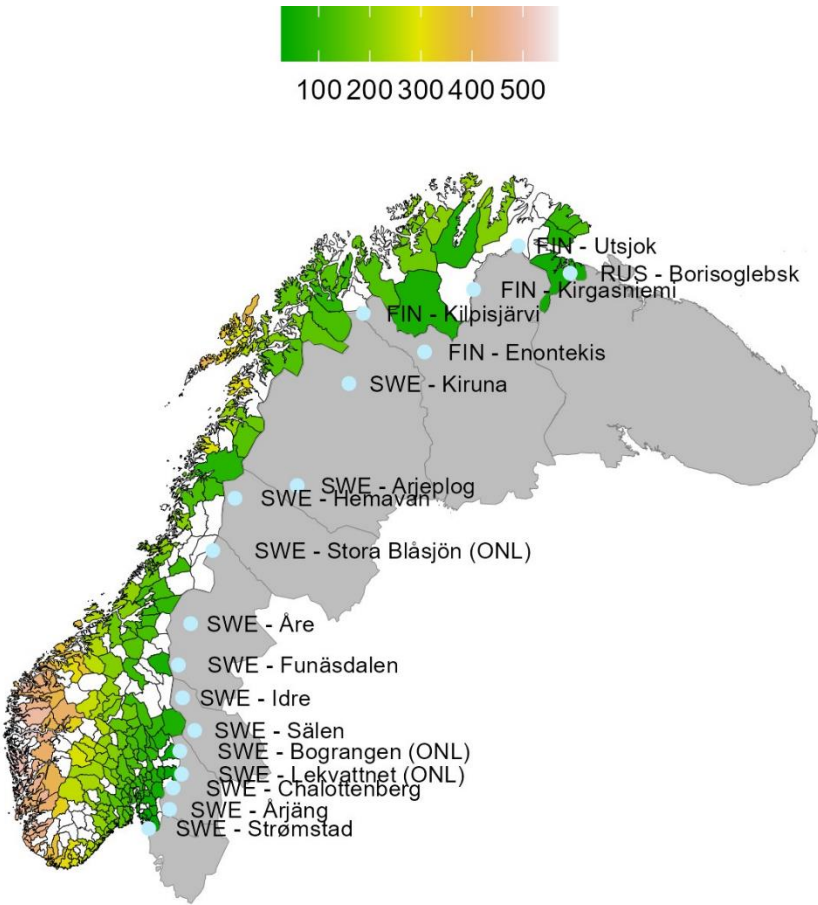 100 200 300 400 500
FIN - Utsjok
RUS - Borisoglebsk
FIN - Kirgasniemi
FIN - Kilpisjärvi
FIN - Enontekis
SWE - Kiruna
SWE - Arjeplog
SWE - Hemavan
SWE - Stora Blåsjön (ONL)
SWE - Åre
SWE - Funäsdalen
SWE - Idre
SWE - Sälen
SWE - Bograngen (ONL)
SWE - Lekvattnet (ONL)
SWE - Chalottenberg
SWE - Årjäng
SWE - Strømstad